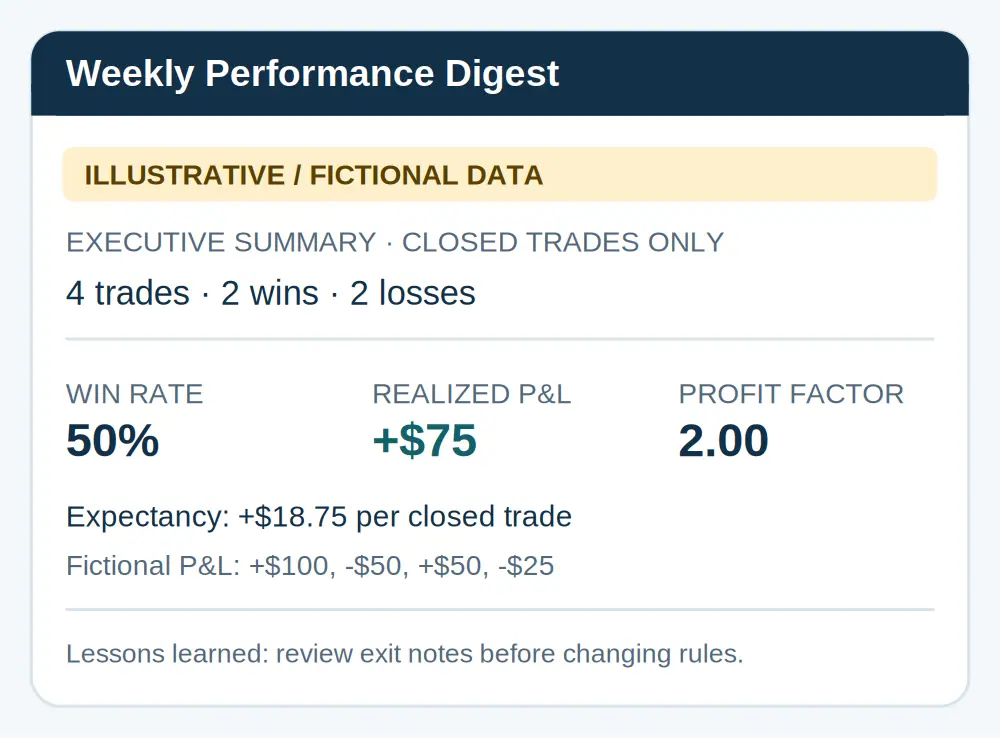 Weekly Performance Digest
ILLUSTRATIVE / FICTIONAL DATA
EXECUTIVE SUMMARY · CLOSED TRADES ONLY
4 trades · 2 wins · 2 losses
WIN RATE
50%
REALIZED P&L
+$75
PROFIT FACTOR
2.00
Expectancy: +$18.75 per closed trade
Fictional P&L: +$100, -$50, +$50, -$25
Lessons learned: review exit notes before changing rules.